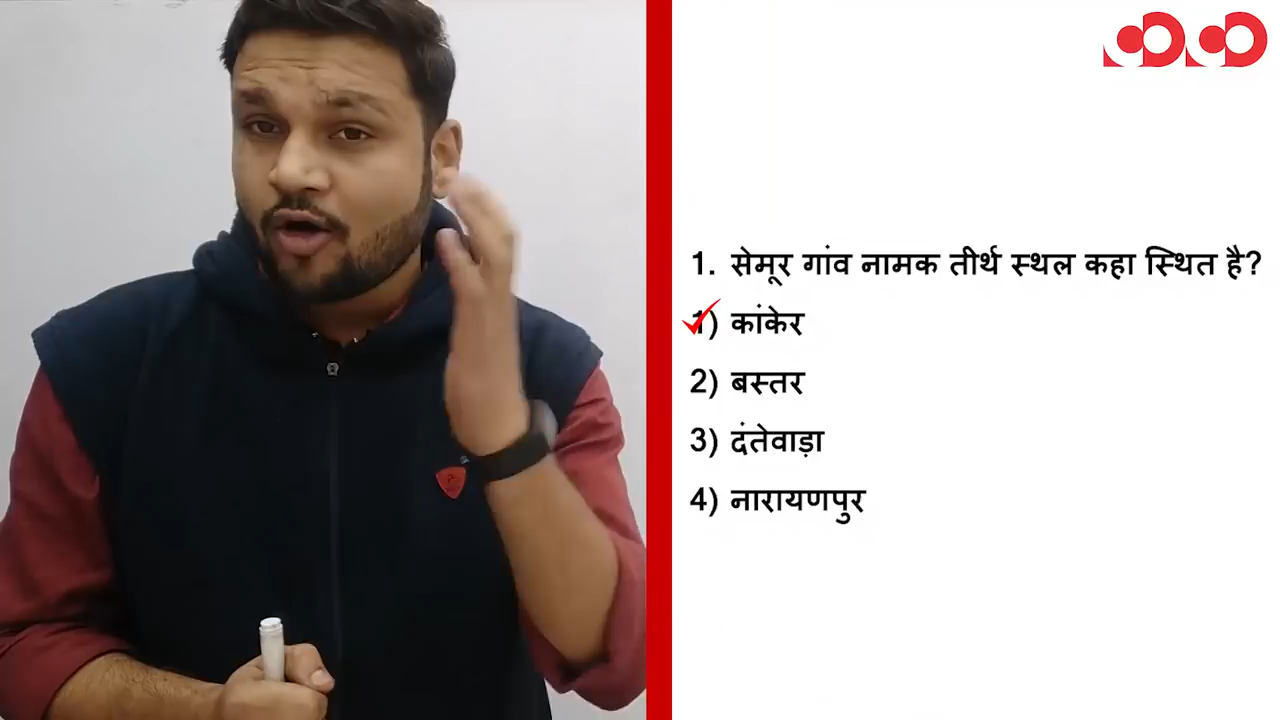 1. सेमूर गांव नामक तीर्थ स्थल कहा स्थित है?
1) कांकेर
2) बस्तर
3) दंतेवाड़ा
4) नारायणपुर